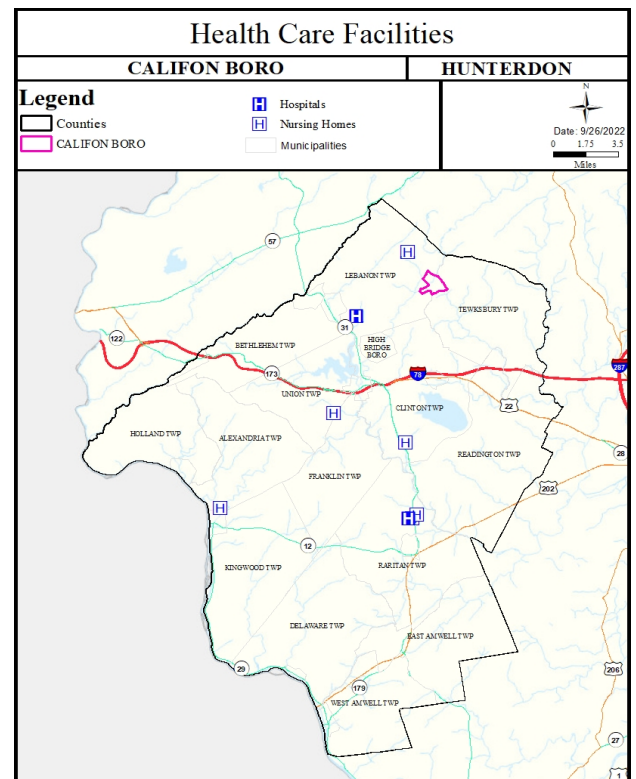 Health Care Facilities
CALIFON BORO
HUNTERDON
Legend
Counties
CALIFON BORO
H Hospitals
H Nursing Homes
Municipalities
N
Date: 9/26/2022
0 1.75 3.5
Miles
57
H
LEBANON TWP
TEWKSBURY TWP
H
31
122
BETHLEHEM TWP
HIGH
BRIDGE
BORO
173
78
287
UNION TWP
H
CLINTON TWP
22
HOLLAND TWP
ALEXANDRIA TWP
H
READINGTON TWP
28
FRANKLIN TWP
202
H
H H
12
KINGWOOD TWP
RARITAN TWP
DELAWARE TWP
EAST AMWELL TWP
29
206
179
WEST AMWELL TWP
27
1